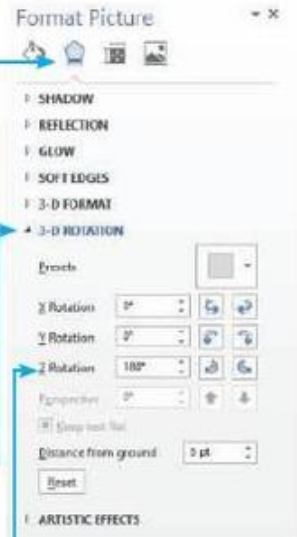 Format Picture
SHADOW
REFLECTION
GLOW
SOFT EDGES
3-D FORMAT
3-D ROTATION
Presets
X Rotation 0°
Y Rotation 0°
Z Rotation 180°
Perspective 0°
Keep text flat
Distance from ground 0 pt
Reset
ARTISTIC EFFECTS